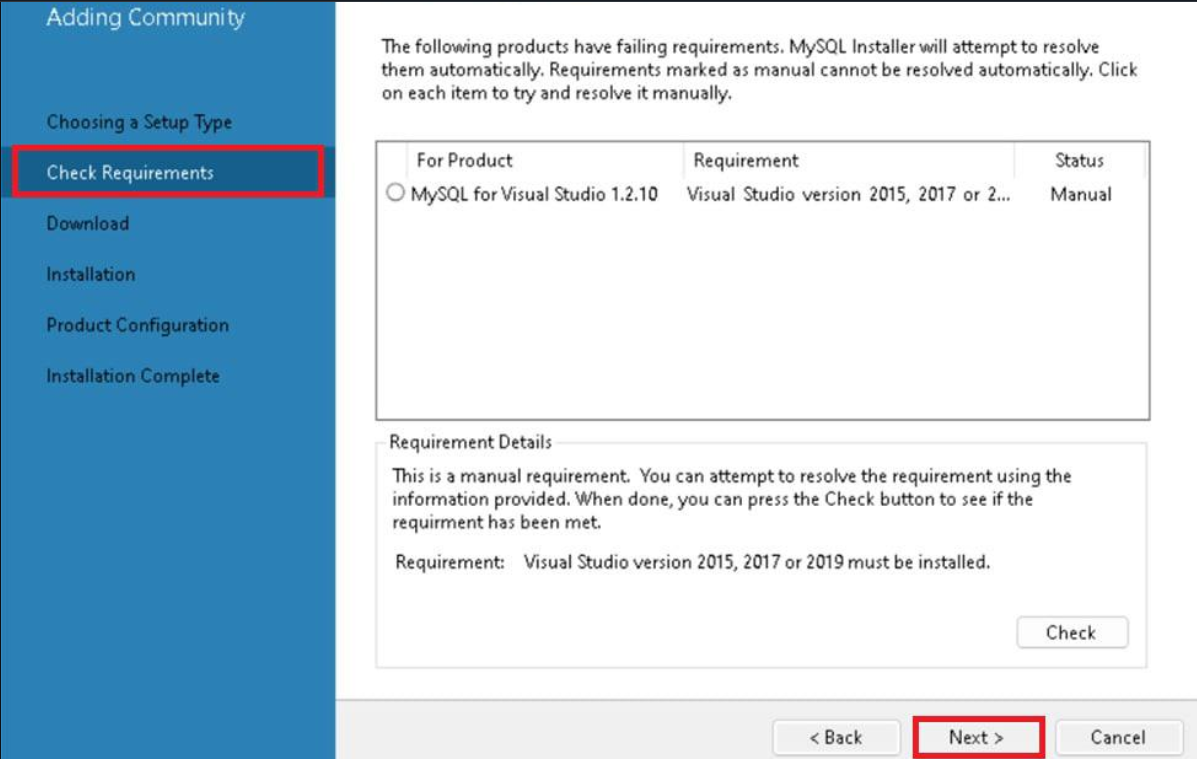 Adding Community
Choosing a Setup Type
Check Requirements
Download
Installation
Product Configuration
Installation Complete
The following products have failing requirements. MySQL Installer will attempt to resolve
them automatically. Requirements marked as manual cannot be resolved automatically. Click
on each item to try and resolve it manually.
For Product Requirement Status
MySQL for Visual Studio 1.2.10 Visual Studio version 2015, 2017 or 2... Manual
Requirement Details
This is a manual requirement. You can attempt to resolve the requirement using the
information provided. When done, you can press the Check button to see if the
requirment has been met.
Requirement: Visual Studio version 2015, 2017 or 2019 must be installed.
Check
< Back Next > Cancel